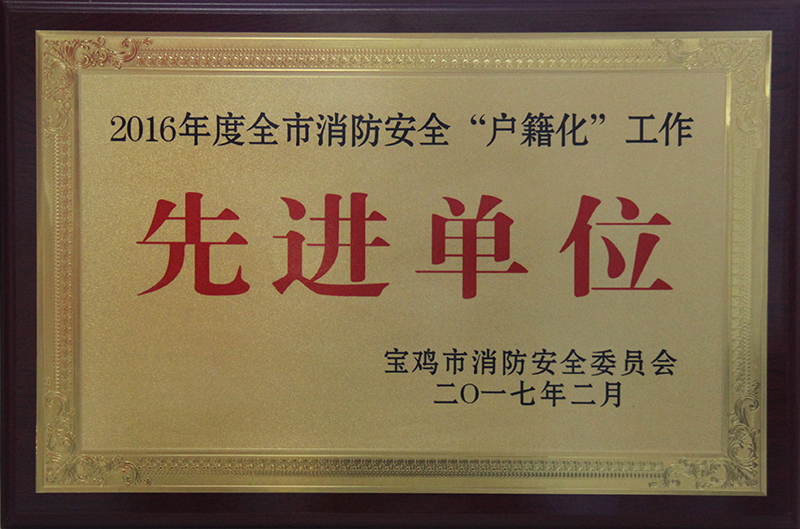 2016年度全市消防安全“户籍化”工作
先进单位
宝鸡市消防安全委员会
二〇一七年二月